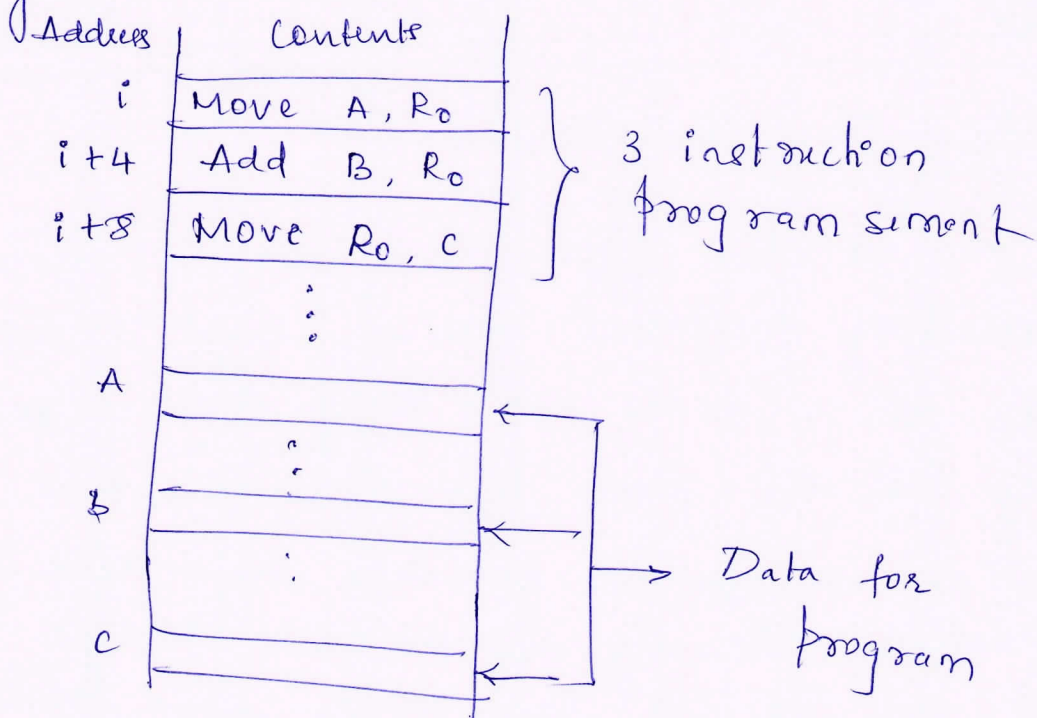 Address Contents
i Move A, R0
i+4 Add B, R0
i+8 Move R0, C
3 instruction
program sement
A
B
C
Data for
program